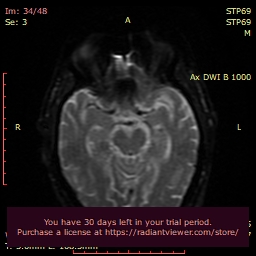 Im: 34/48
Se: 3
STP69
STP69
M
A
Ax DWI B 1000
R
L
You have 30 days left in your trial period.
Purchase a license at https://radiantviewer.com/store/